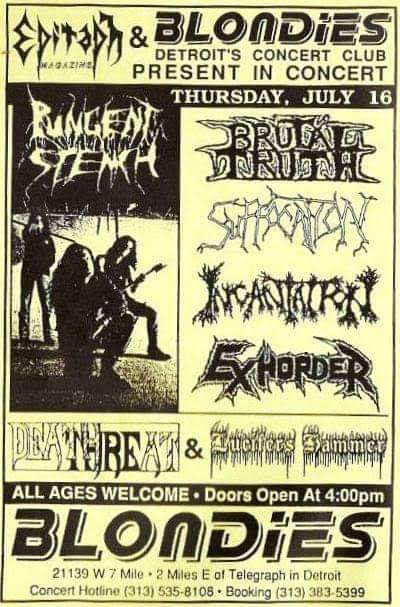 Epitaph & BLONDiES
MAGAZINE
DETROIT'S CONCERT CLUB
PRESENT IN CONCERT
THURSDAY, JULY 16
PUNGENT
STENCH
BRUTAL
TRUTH
SUFFOCATION
INCANTATION
EXHORDER
DEATHREAT & Lucifers Hammer
ALL AGES WELCOME • Doors Open At 4:00pm
BLONDiES
21139 W 7 Mile • 2 Miles E of Telegraph in Detroit
Concert Hotline (313) 535-8108 • Booking (313) 383-5399